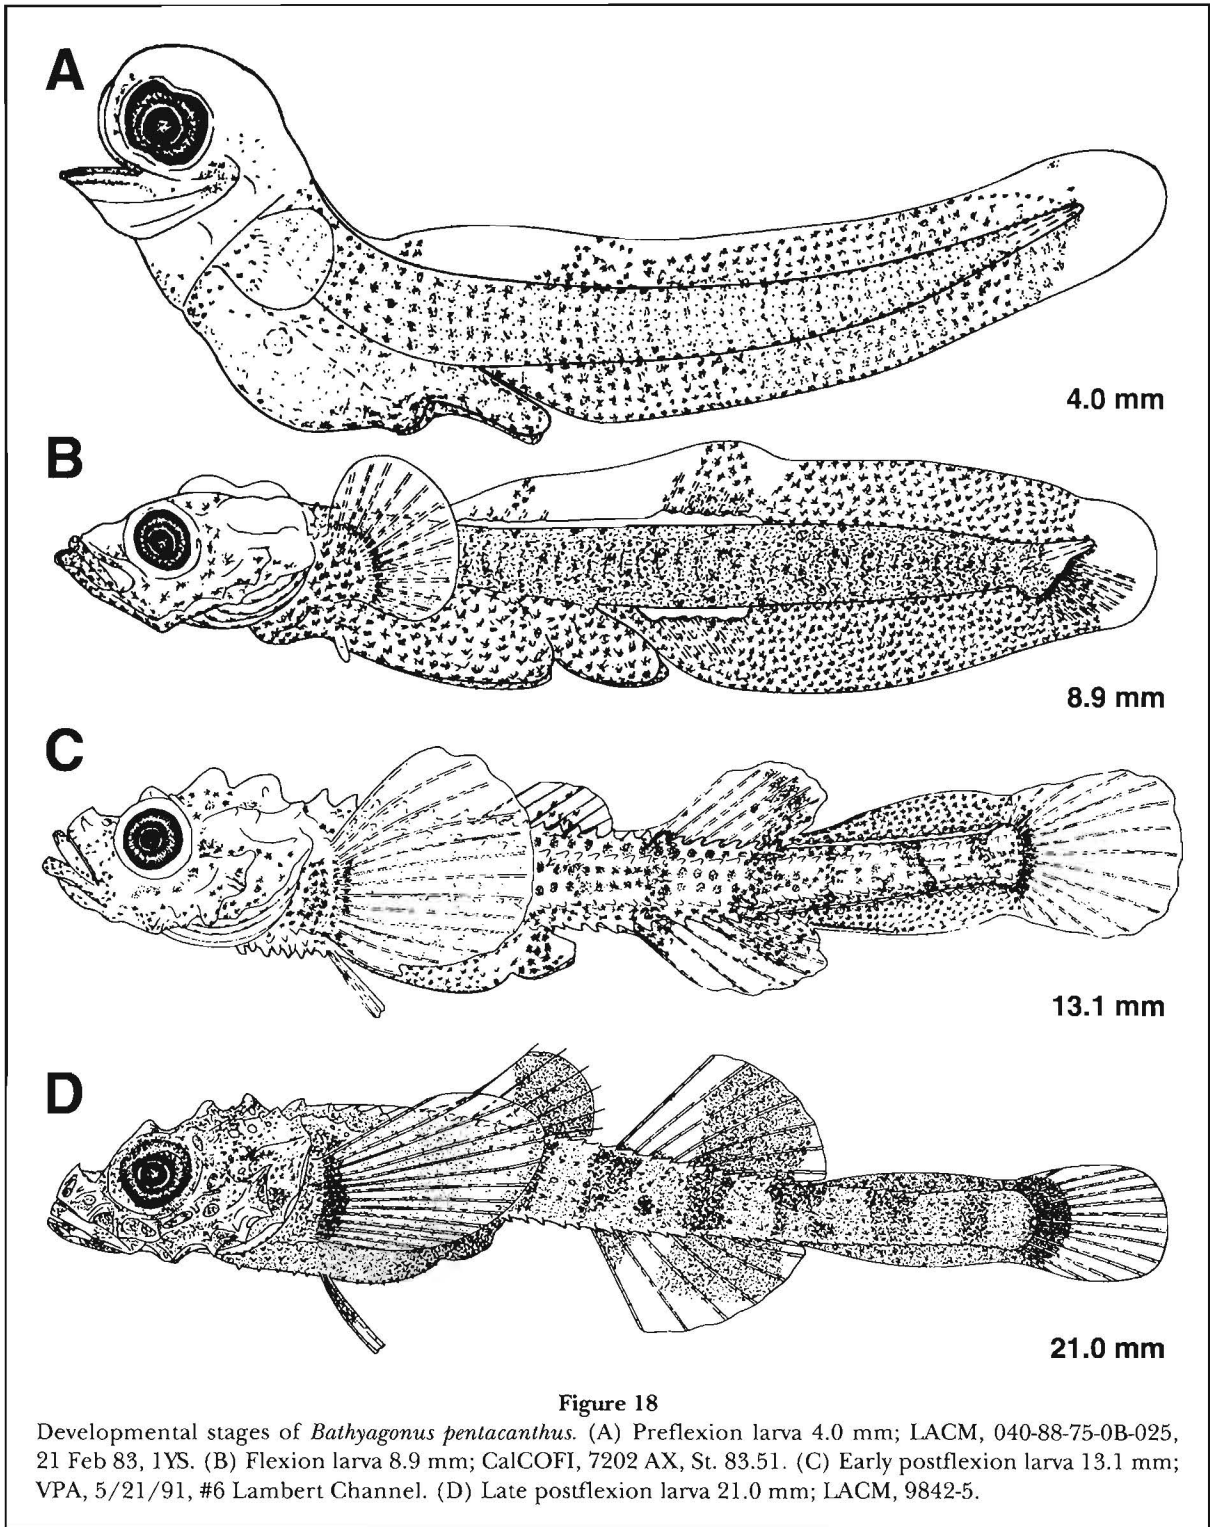 A
4.0 mm
B
8.9 mm
C
13.1 mm
D
21.0 mm
Figure 18
Developmental stages of Bathyagonus pentacanthus. (A) Preflexion larva 4.0 mm; LACM, 040-88-75-0B-025,
21 Feb 83, 1YS. (B) Flexion larva 8.9 mm; CalCOFI, 7202 AX, St. 83.51. (C) Early postflexion larva 13.1 mm;
VPA, 5/21/91, #6 Lambert Channel. (D) Late postflexion larva 21.0 mm; LACM, 9842-5.